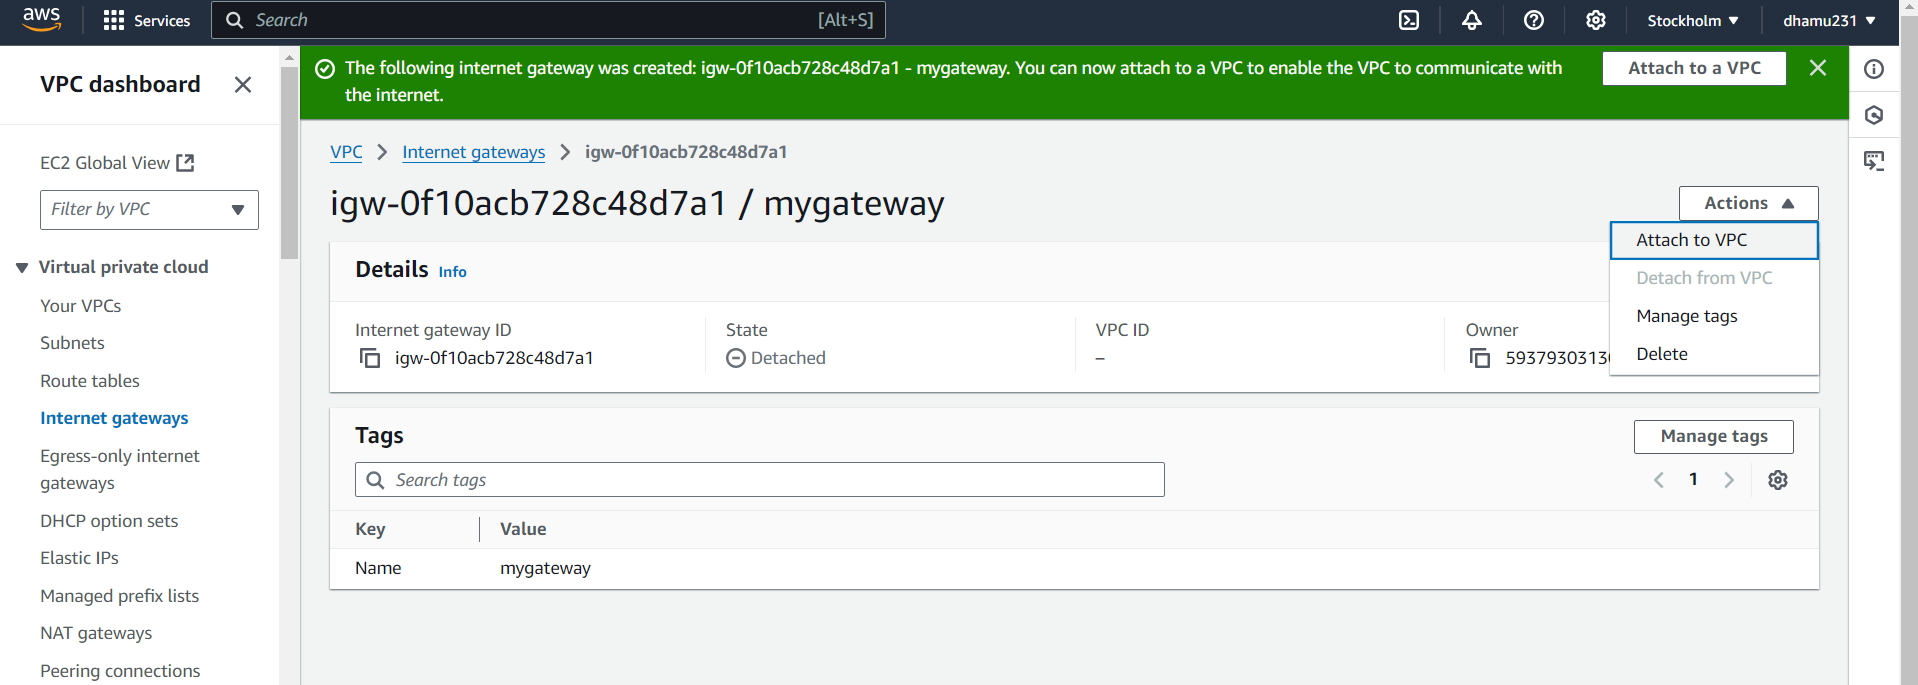 aws
Services
Search
[Alt+S]
Stockholm
dhamu231
VPC dashboard
EC2 Global View
Filter by VPC
Virtual private cloud
Your VPCs
Subnets
Route tables
Internet gateways
Egress-only internet
gateways
DHCP option sets
Elastic IPs
Managed prefix lists
NAT gateways
Peering connections
The following internet gateway was created: igw-0f10acb728c48d7a1 - mygateway. You can now attach to a VPC to enable the VPC to communicate with
the internet.
Attach to a VPC
VPC > Internet gateways > igw-0f10acb728c48d7a1
igw-0f10acb728c48d7a1 / mygateway
Actions
Attach to VPC
Detach from VPC
Manage tags
Delete
Details Info
Internet gateway ID
igw-0f10acb728c48d7a1
State
Detached
VPC ID
–
Owner
Tags
Manage tags
Search tags
1
Key
Value
Name
mygateway